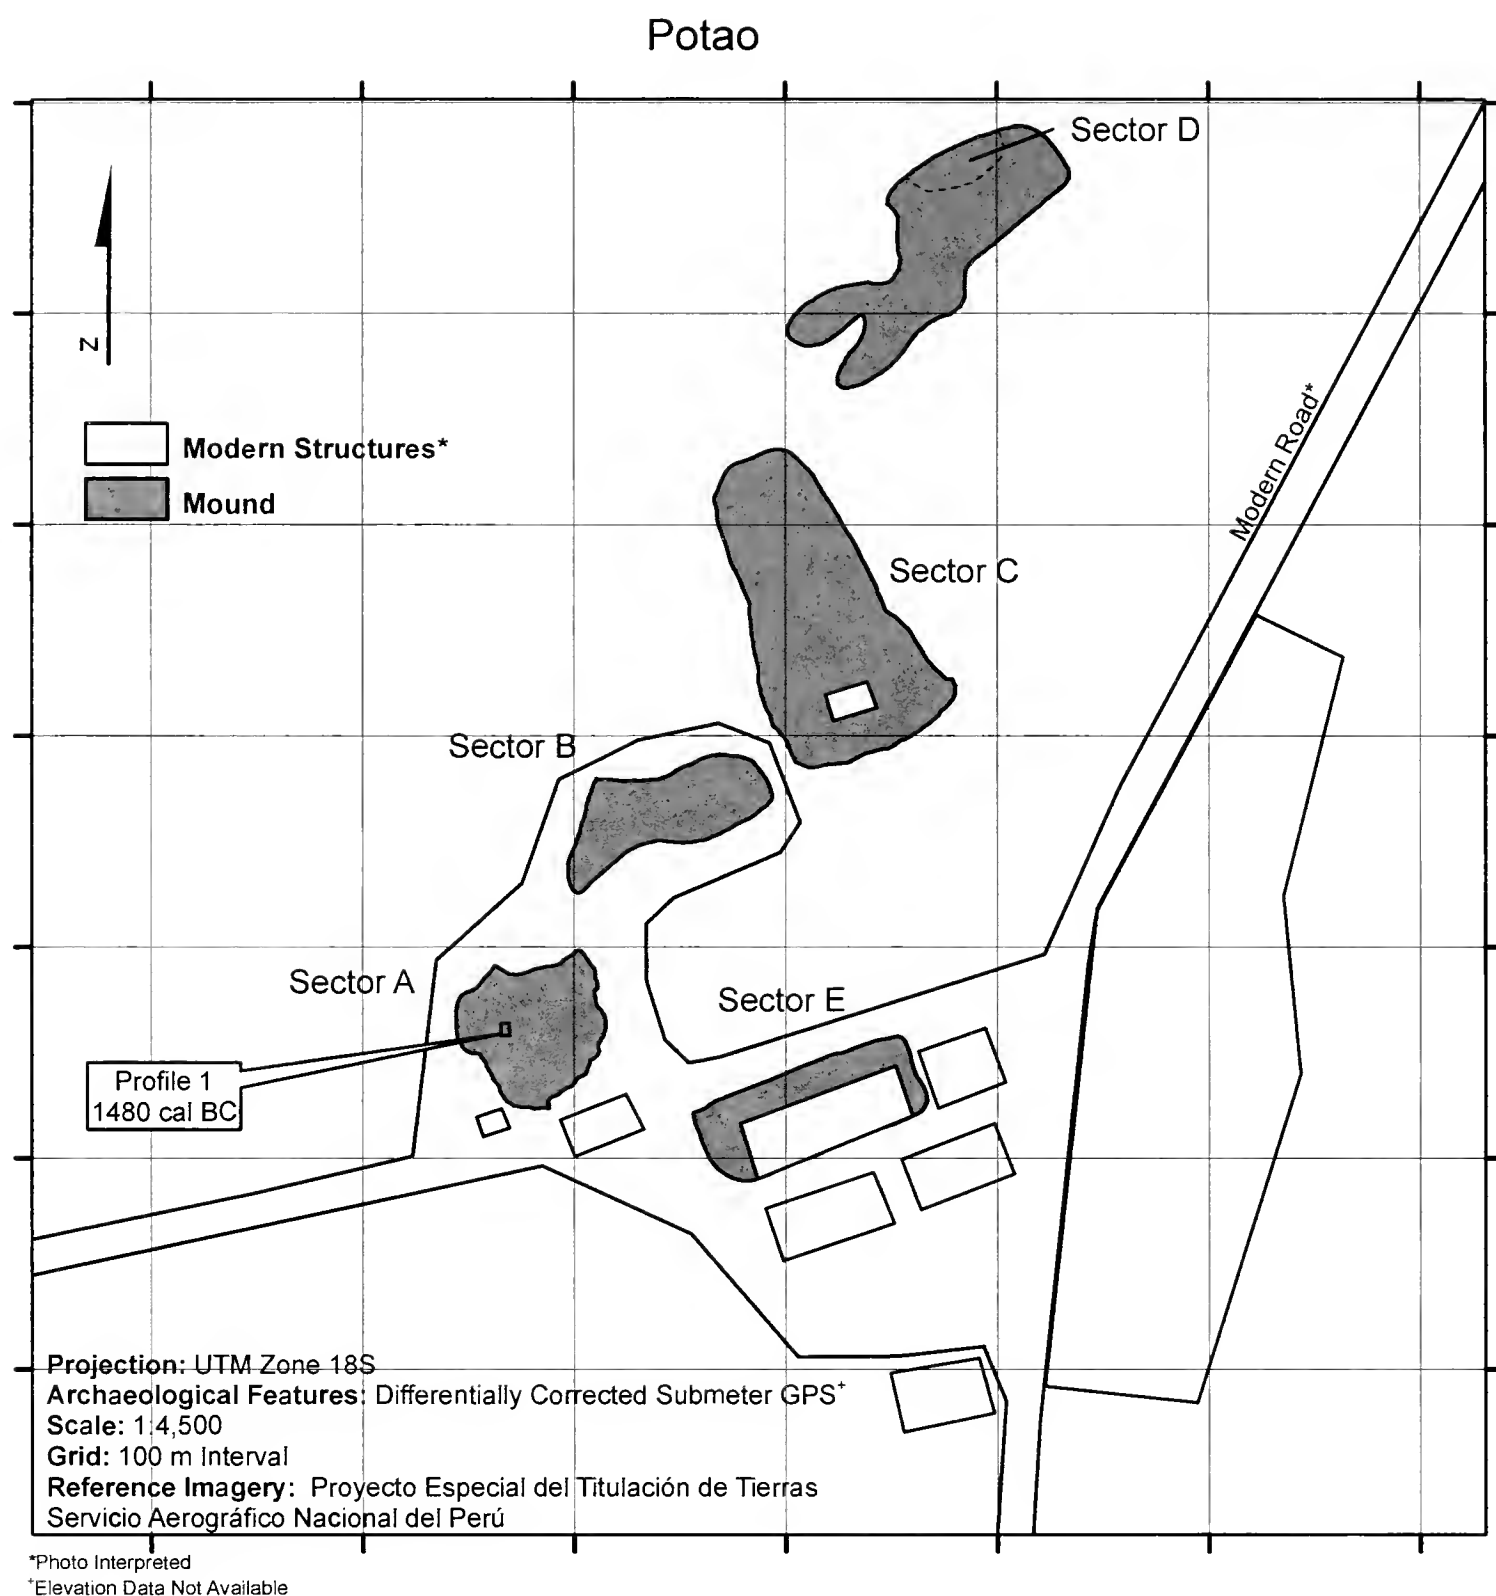 Potao
Sector D
N
Modern Road*
Modern Structures*
Mound
Sector C
Sector B
Sector A
Sector E
Profile 1
1480 cal BC
Projection: UTM Zone 18S
Archaeological Features: Differentially Corrected Submeter GPS+
Scale: 1:4,500
Grid: 100 m Interval
Reference Imagery: Proyecto Especial del Titulación de Tierras
Servicio Aerográfico Nacional del Perú
*Photo Interpreted
+Elevation Data Not Available